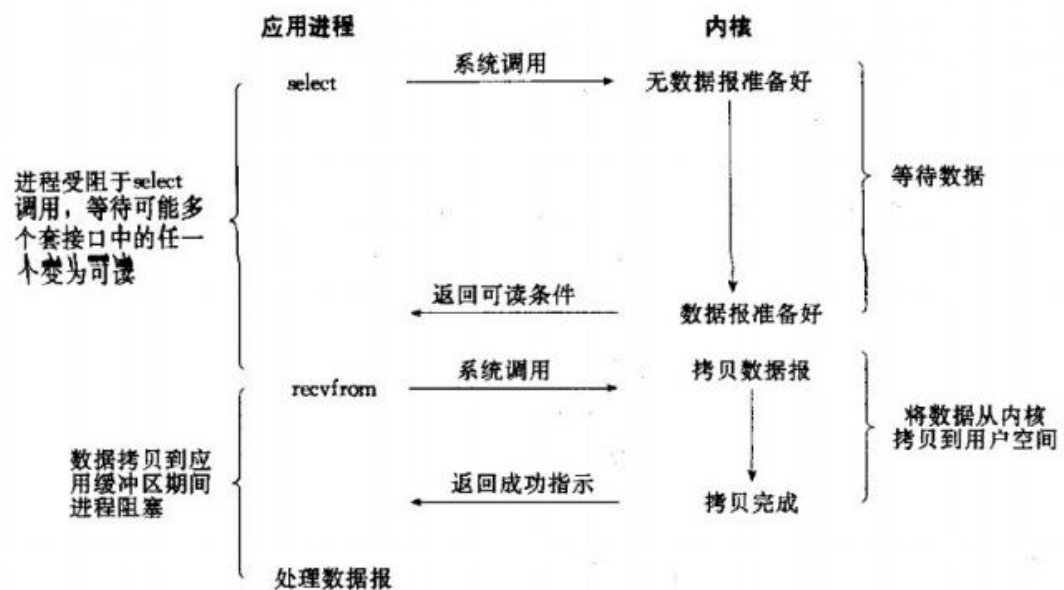 应用进程
内核
select
系统调用
无数据报准备好
进程受阻于select
调用，等待可能多
个套接口中的任一
个变为可读
等待数据
返回可读条件
数据报准备好
recvfrom
系统调用
拷贝数据报
将数据从内核
拷贝到用户空间
数据拷贝到应
用缓冲区期间
进程阻塞
返回成功指示
拷贝完成
处理数据报